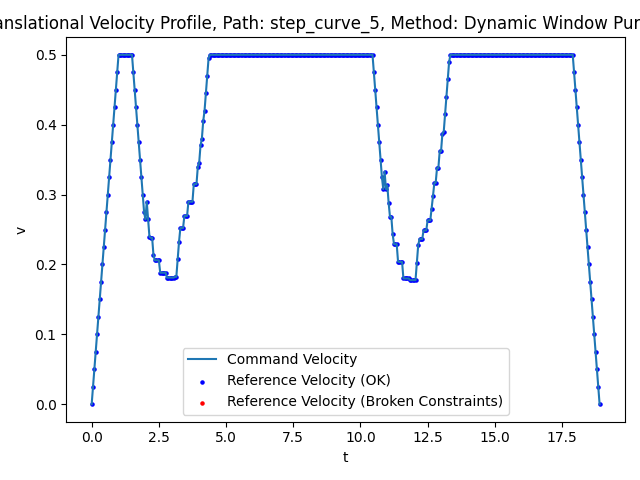 Translational Velocity Profile, Path: step_curve_5, Method: Dynamic Window Pur
0.5
0.4
0.3
0.2
0.1
0.0
v
Command Velocity
Reference Velocity (OK)
Reference Velocity (Broken Constraints)
0.0 2.5 5.0 7.5 10.0 12.5 15.0 17.5
t